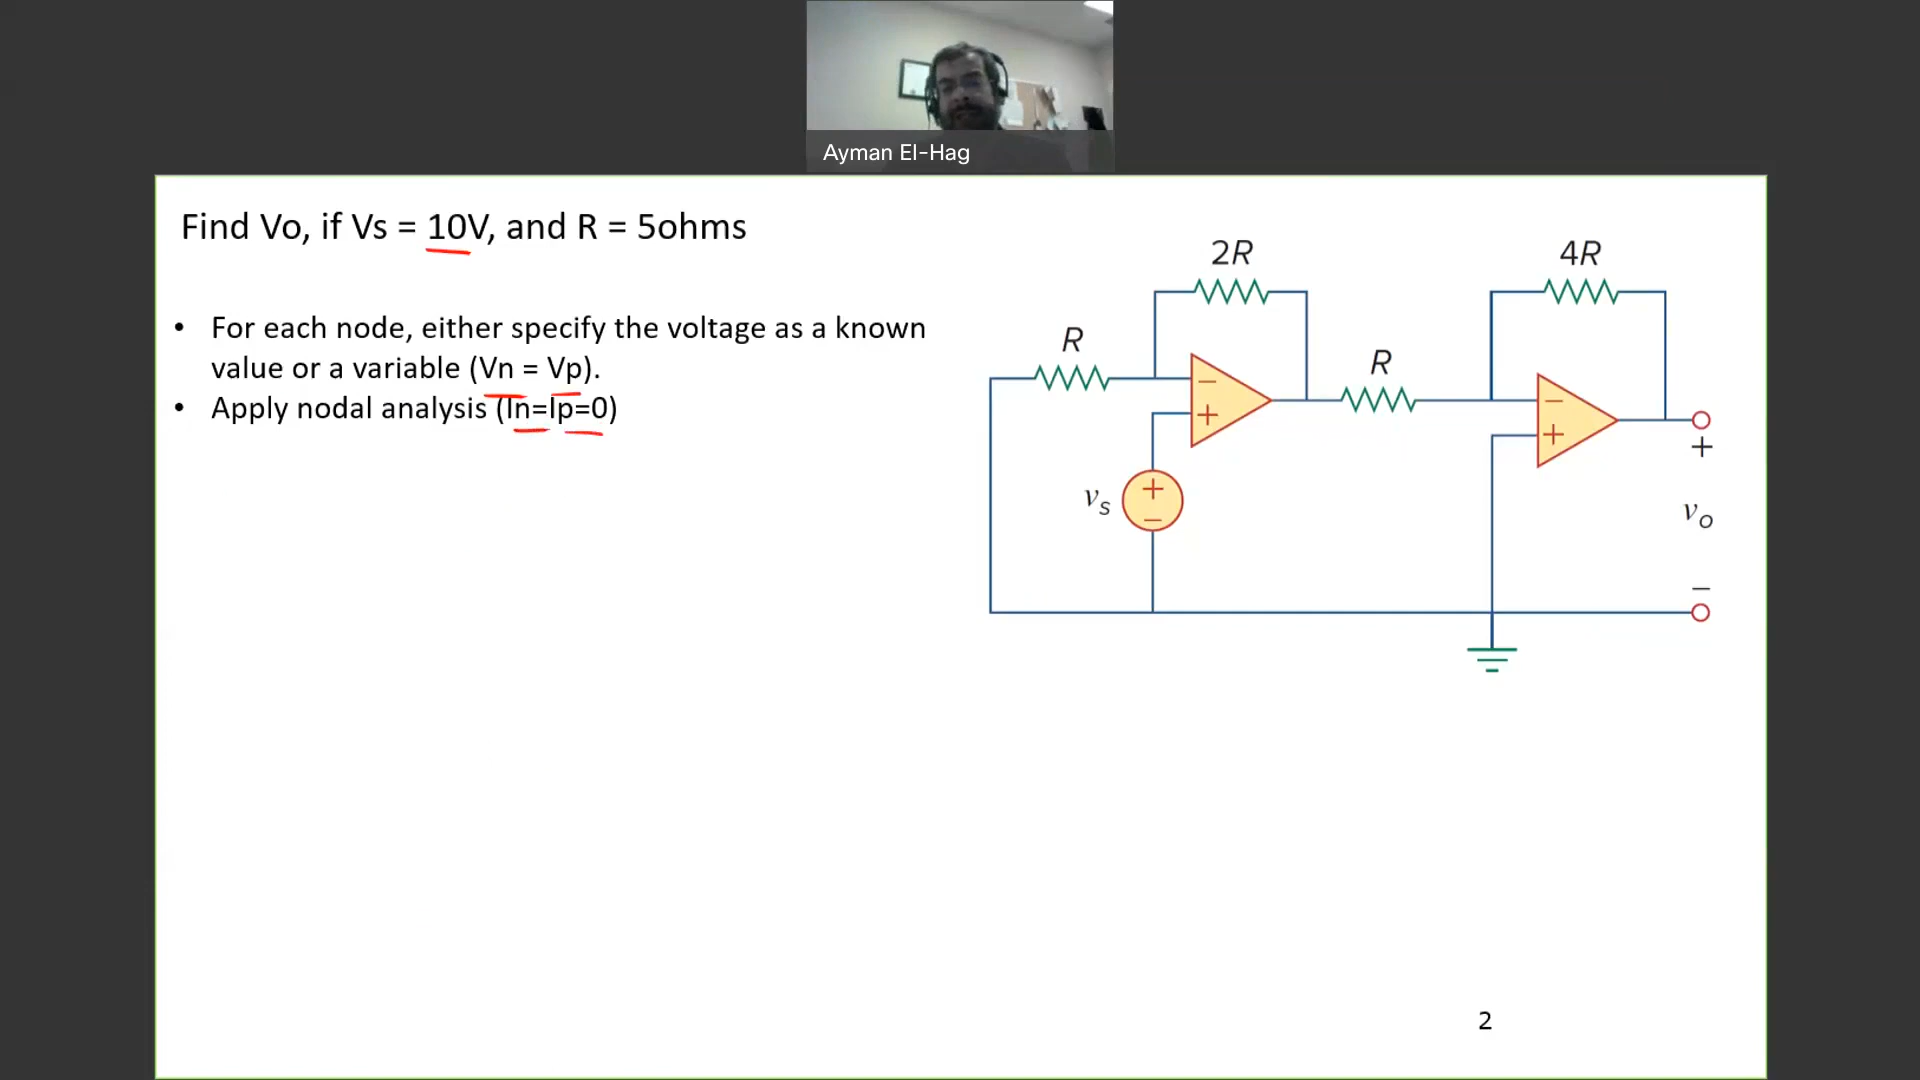 Ayman El-Hag
Find Vo, if Vs = 10V, and R = 5ohms
• For each node, either specify the voltage as a known
value or a variable (Vn = Vp).
• Apply nodal analysis (In=Ip=0)
2R
4R
R
R
−
+
−
+
vs
+
−
+
vo
−
2